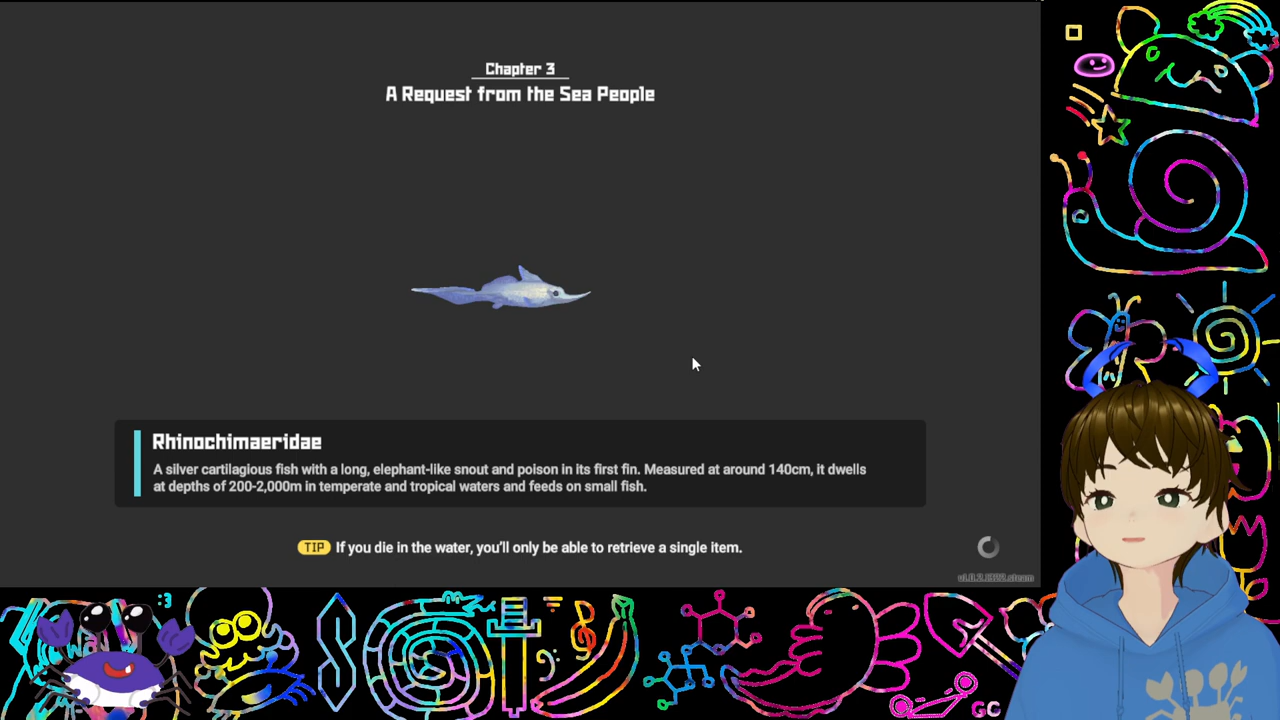 Chapter 3
A Request from the Sea People
Rhinochimaeridae
A silver cartilagious fish with a long, elephant-like snout and poison in its first fin. Measured at around 140cm, it dwells
at depths of 200-2,000m in temperate and tropical waters and feeds on small fish.
TIP If you die in the water, you'll only be able to retrieve a single item.
:3
GO